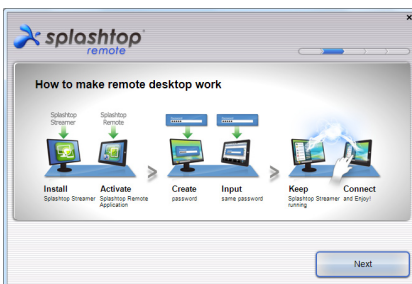 splashtop
remote
How to make remote desktop work
Splashtop Streamer
Splashtop Remote
Install
Splashtop Streamer
Activate
Splashtop Remote Application
Create
password
Input
same password
Keep
Splashtop Streamer running
Connect
and Enjoy!
Next